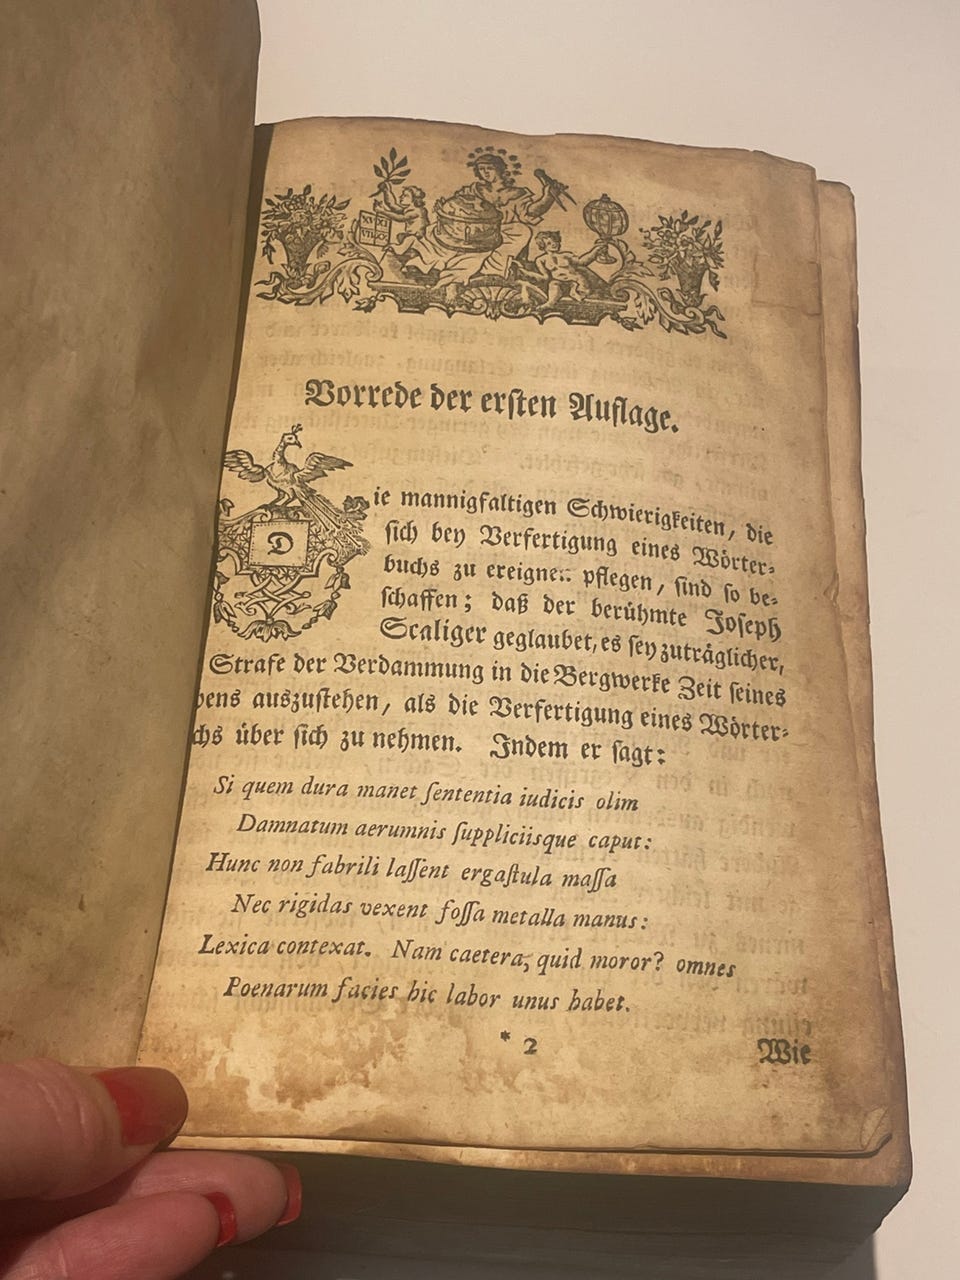 Vorrede der ersten Auflage.
Die mannigfaltigen Schwierigkeiten, die
sich bey Verfertigung eines Wörter-
buchs zu ereignen pflegen, sind so be-
schaffen; daß der berühmte Joseph
Scaliger geglaubet, es sey zuträglicher,
Strafe der Verdammung in die Bergwerke Zeit seines
bens auszustehen, als die Verfertigung eines Wörter-
chs über sich zu nehmen. Indem er sagt:
Si quem dura manet ſententia iudicis olim
Damnatum aerumnis ſuppliciisque caput:
Hunc non fabrili laſſent ergaſtula maſſa
Nec rigidas vexent foſſa metalla manus:
Lexica contexat. Nam caetera, quid moror? omnes
Poenarum facies hic labor unus habet.
* 2
Wie